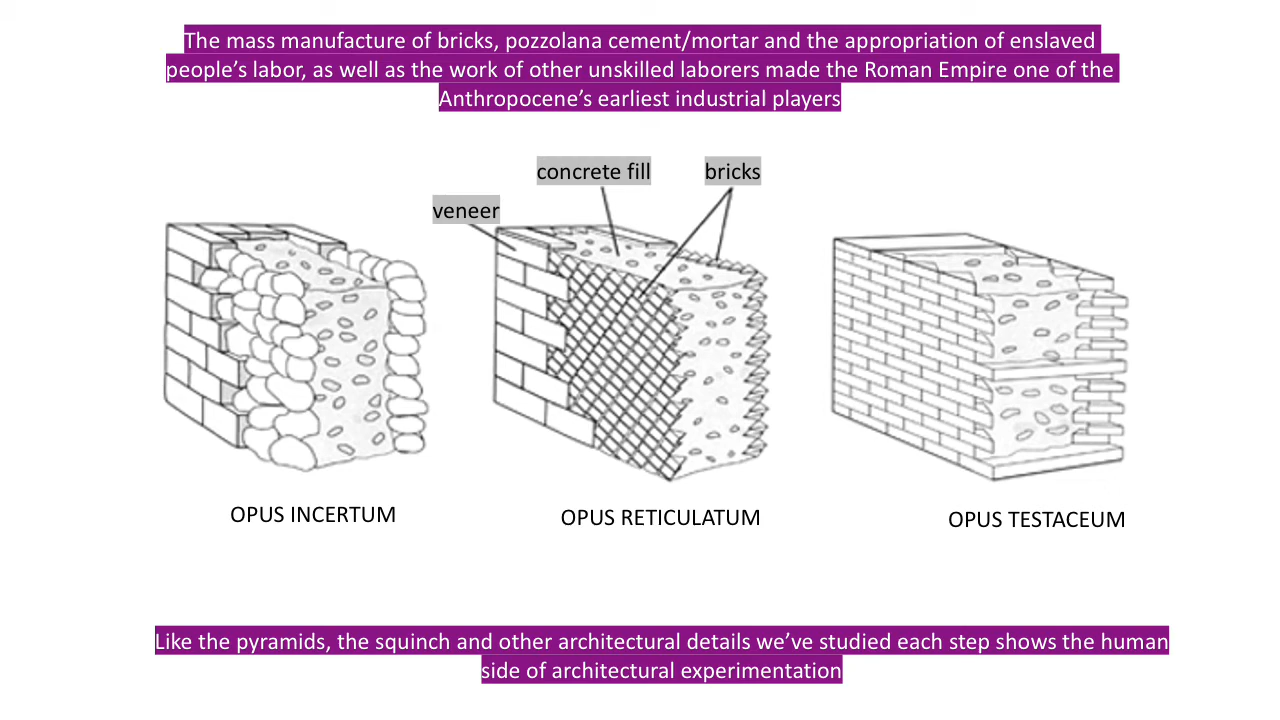 The mass manufacture of bricks, pozzolana cement/mortar and the appropriation of enslaved
people’s labor, as well as the work of other unskilled laborers made the Roman Empire one of the
Anthropocene’s earliest industrial players
concrete fill
bricks
veneer
OPUS INCERTUM
OPUS RETICULATUM
OPUS TESTACEUM
Like the pyramids, the squinch and other architectural details we’ve studied each step shows the human
side of architectural experimentation